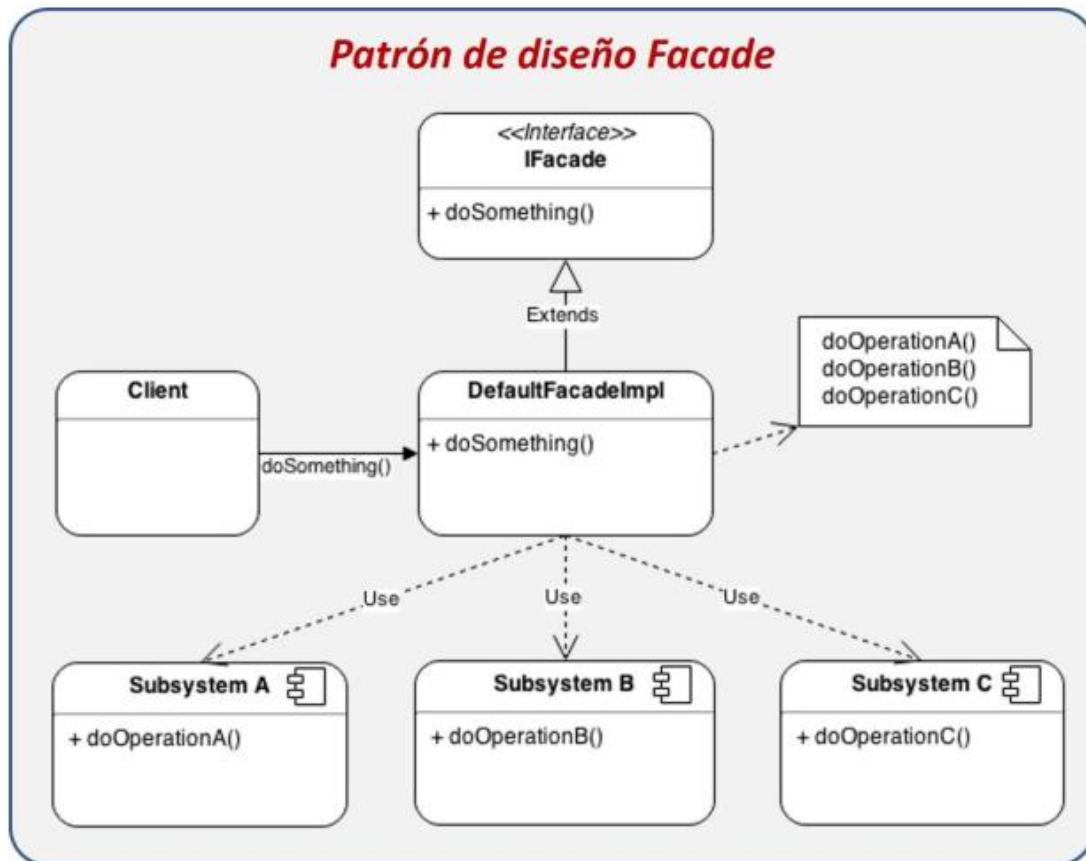 Patrón de diseño Facade
<<Interface>>
IFacade
+ doSomething()
Extends
doOperationA()
doOperationB()
doOperationC()
Client
DefaultFacadeImpl
+ doSomething()
doSomething()
Use
Use
Use
Subsystem A
+ doOperationA()
Subsystem B
+ doOperationB()
Subsystem C
+ doOperationC()